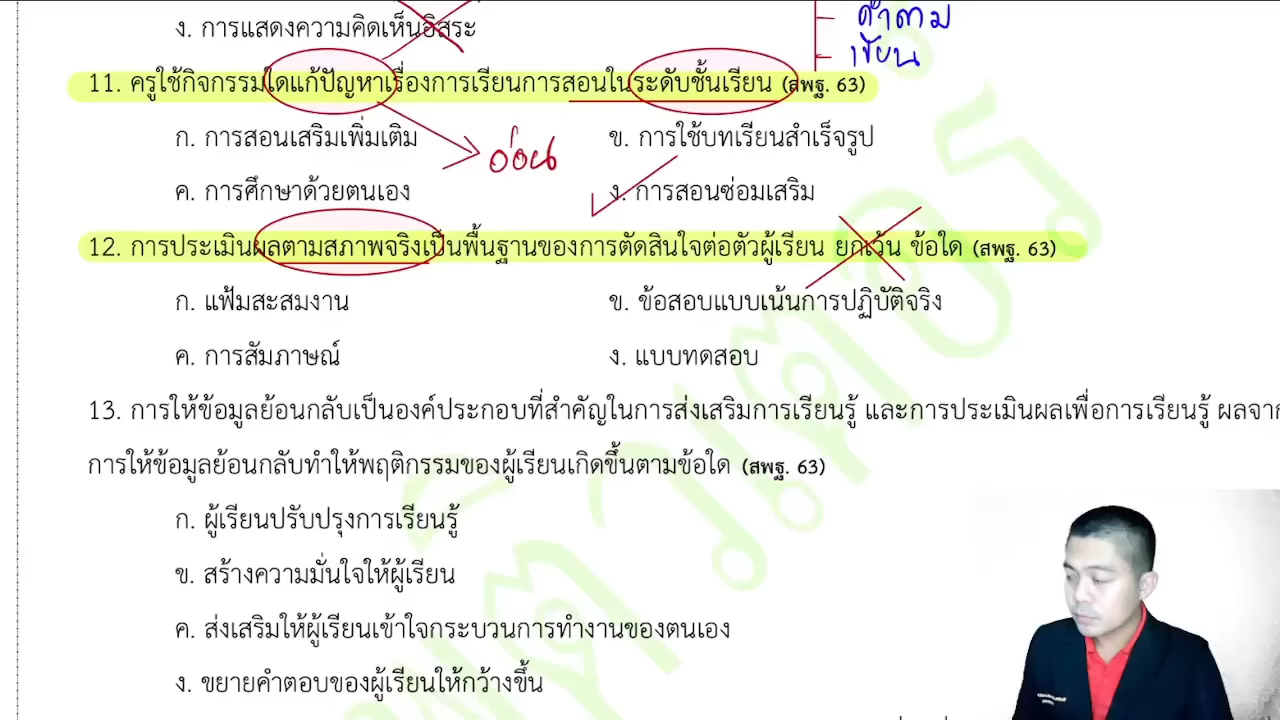 ง. การแสดงความคิดเห็นอิสระ
คำถาม
เขียน
11. ครูใช้กิจกรรมใดแก้ปัญหาเรื่องการเรียนการสอนในระดับชั้นเรียน (สพฐ. 63)
ก. การสอนเสริมเพิ่มเติม
ข. การใช้บทเรียนสำเร็จรูป
อ่อน
ค. การศึกษาด้วยตนเอง
ง. การสอนซ่อมเสริม
12. การประเมินผลตามสภาพจริงเป็นพื้นฐานของการตัดสินใจต่อตัวผู้เรียน ยกเว้น ข้อใด (สพฐ. 63)
ก. แฟ้มสะสมงาน
ข. ข้อสอบแบบเน้นการปฏิบัติจริง
ค. การสัมภาษณ์
ง. แบบทดสอบ
13. การให้ข้อมูลย้อนกลับเป็นองค์ประกอบที่สำคัญในการส่งเสริมการเรียนรู้ และการประเมินผลเพื่อการเรียนรู้ ผลจาก
การให้ข้อมูลย้อนกลับทำให้พฤติกรรมของผู้เรียนเกิดขึ้นตามข้อใด (สพฐ. 63)
ก. ผู้เรียนปรับปรุงการเรียนรู้
ข. สร้างความมั่นใจให้ผู้เรียน
ค. ส่งเสริมให้ผู้เรียนเข้าใจกระบวนการทำงานของตนเอง
ง. ขยายคำตอบของผู้เรียนให้กว้างขึ้น